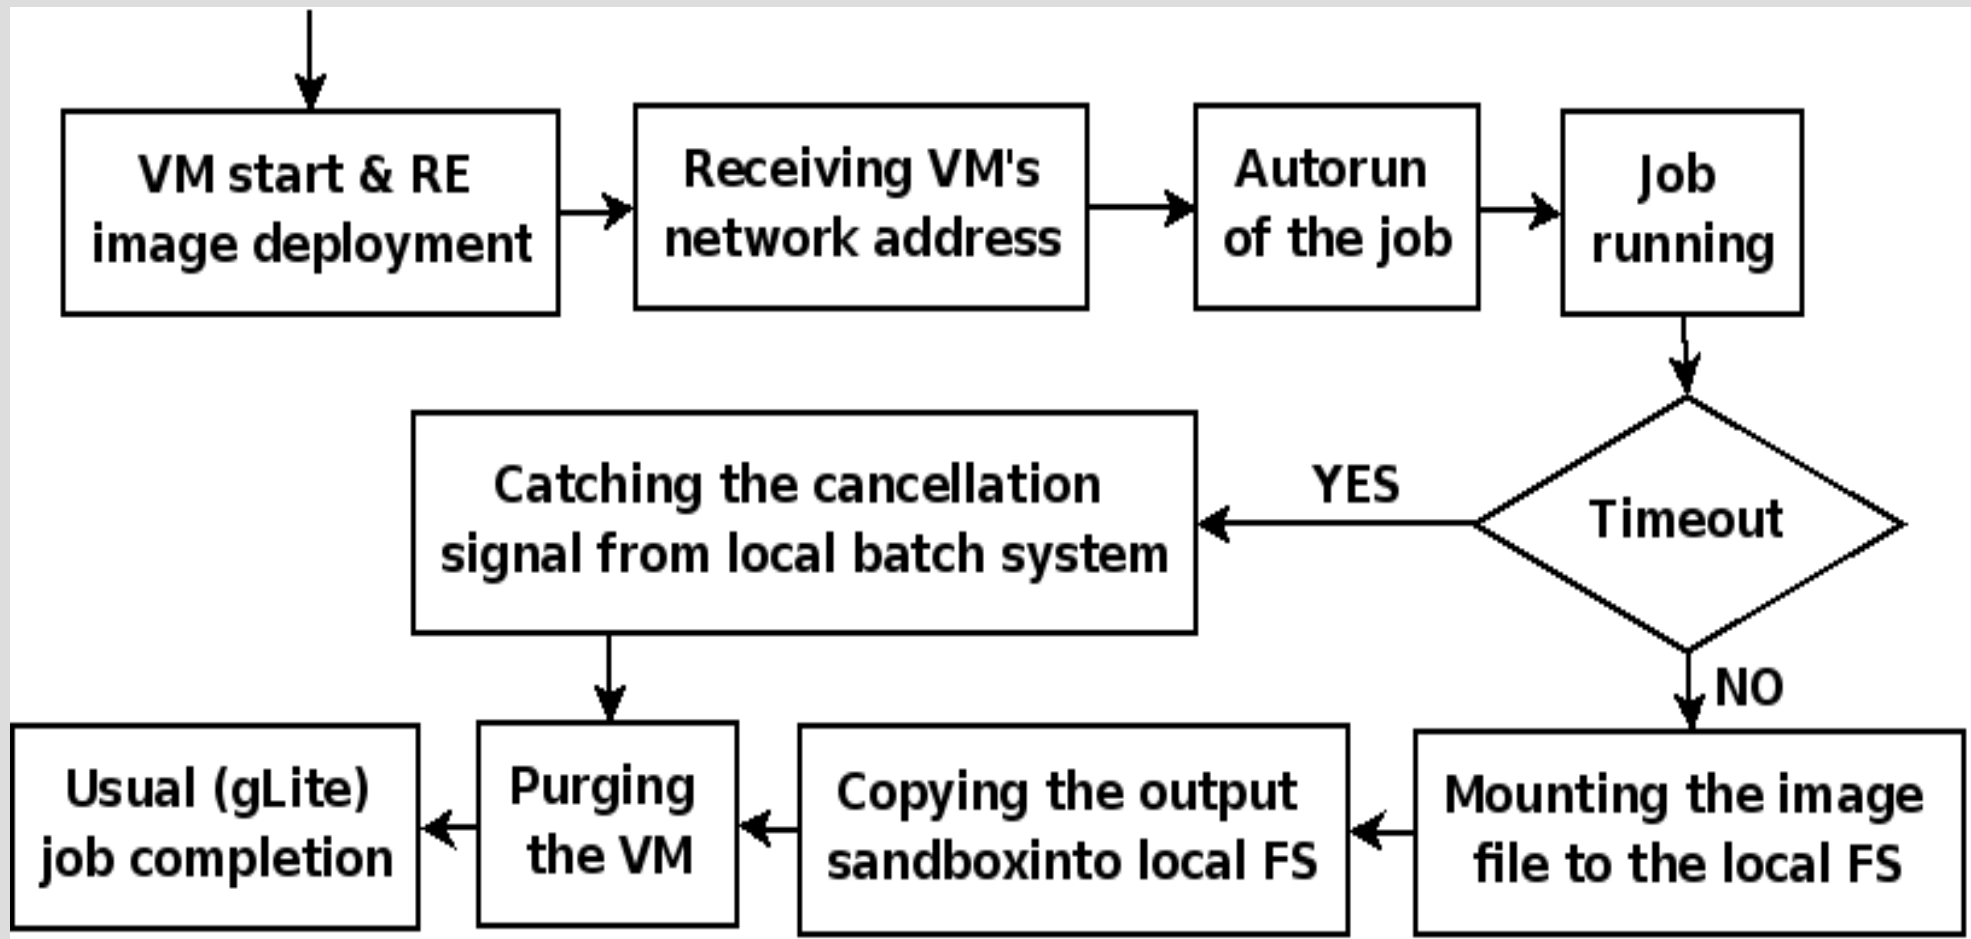 VM start & RE
image deployment
Receiving VM's
network address
Autorun
of the job
Job
running
Timeout
YES
Catching the cancellation
signal from local batch system
NO
Mounting the image
file to the local FS
Copying the output
sandboxinto local FS
Purging
the VM
Usual (gLite)
job completion